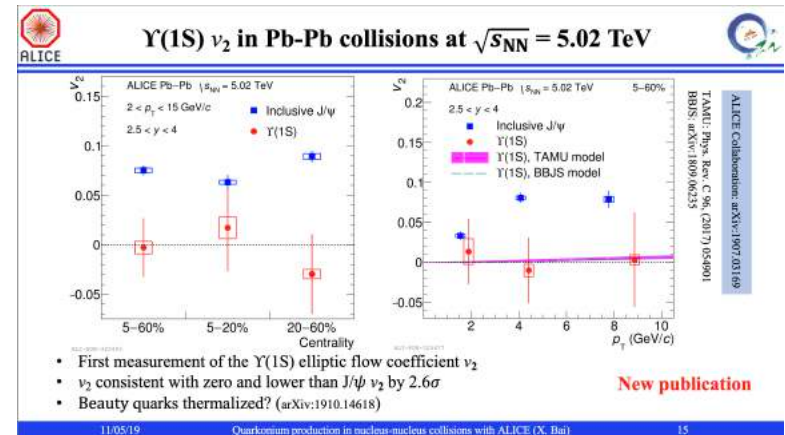 ALICE
ϒ(1S) v₂ in Pb-Pb collisions at √sNN = 5.02 TeV
v₂
ALICE Pb–Pb √sNN = 5.02 TeV
2 < pT < 15 GeV/c
2.5 < y < 4
Inclusive J/ψ
ϒ(1S)
0.15
0.1
0.05
0
-0.05
5–60% 5–20% 20–60%
Centrality
v₂
ALICE Pb–Pb √sNN = 5.02 TeV 5–60%
2.5 < y < 4
Inclusive J/ψ
ϒ(1S)
ϒ(1S), TAMU model
ϒ(1S), BBJS model
0.2
0.15
0.1
0.05
0
-0.05
2 4 6 8 10
pT (GeV/c)
ALICE Collaboration: arXiv:1907.03169
TAMU: Phys. Rev. C 96, (2017) 054901
BBJS: arXiv:1809.06235
• First measurement of the ϒ(1S) elliptic flow coefficient v₂
• v₂ consistent with zero and lower than J/ψ v₂ by 2.6σ
• Beauty quarks thermalized? (arXiv:1910.14618)
New publication
11/05/19 Quarkonium production in nucleus-nucleus collisions with ALICE (X. Bai) 15